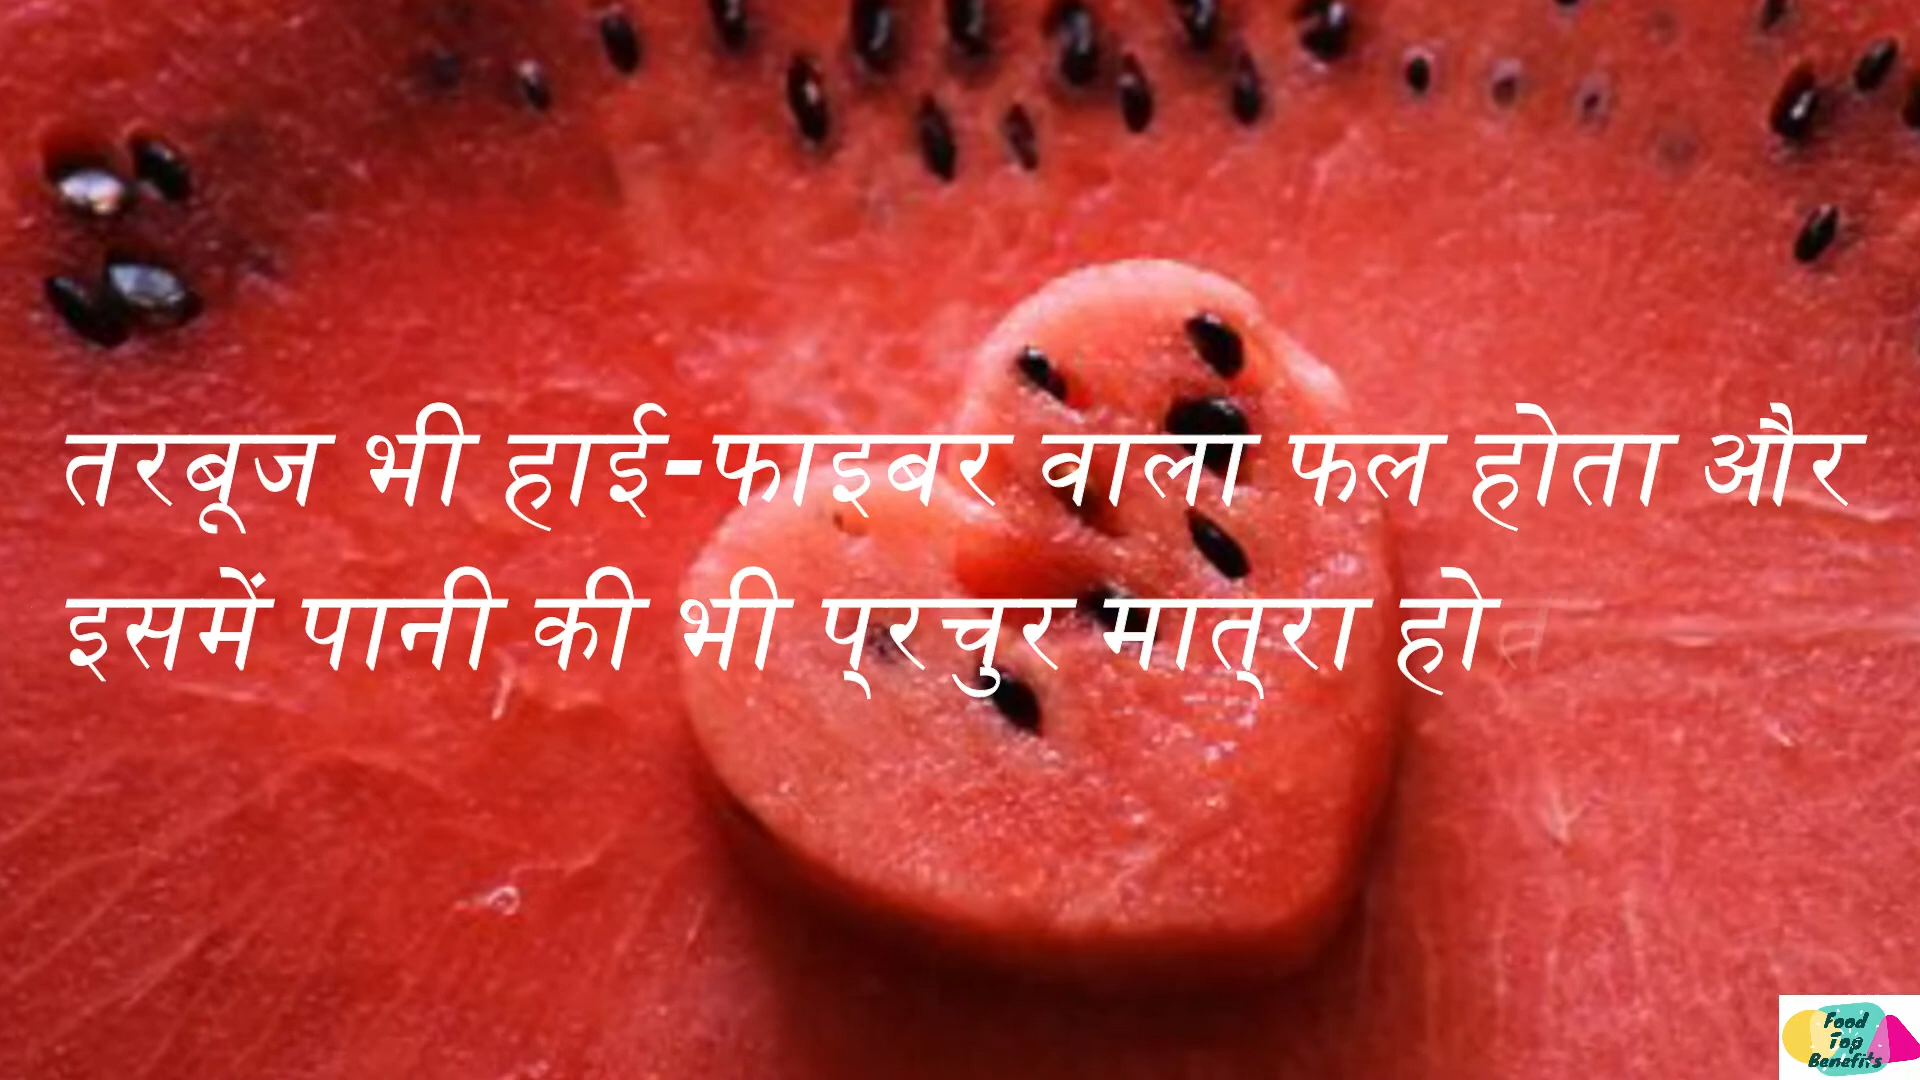 तरबूज भी हाई-फाइबर वाला फल होता और
इसमें पानी की भी प्रचुर मात्रा होत
Food
Top
Benefits